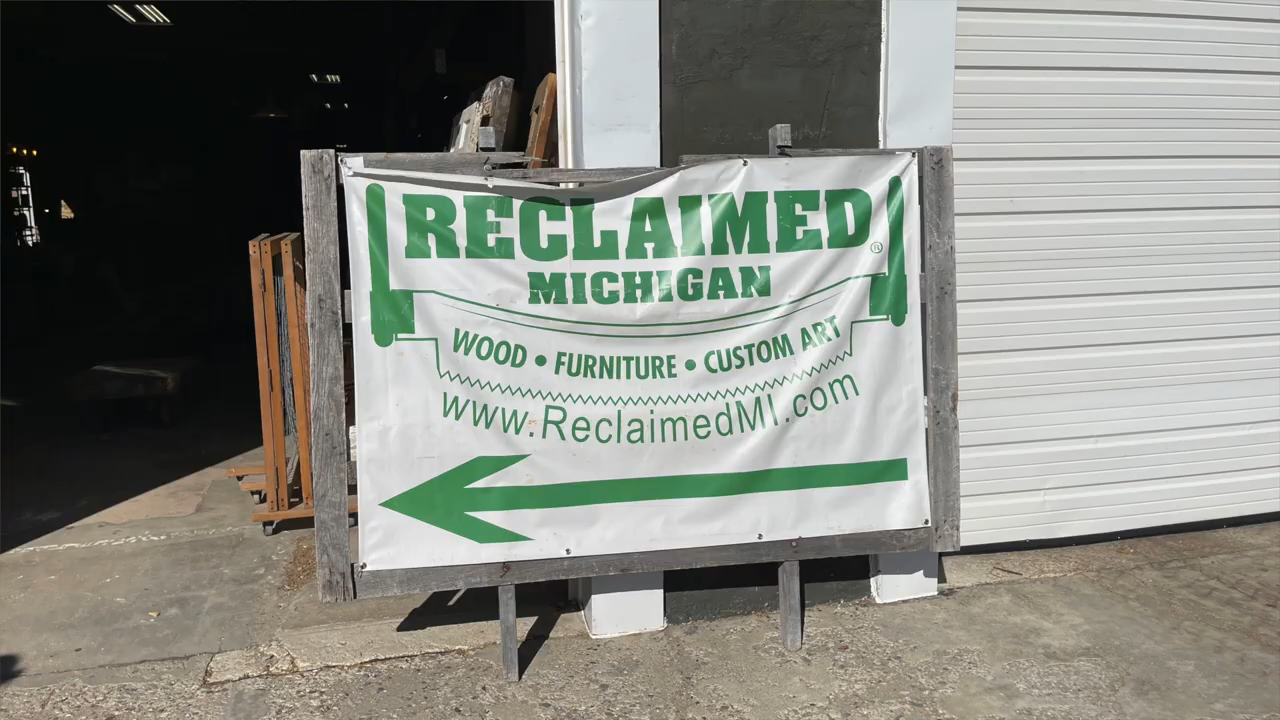 RECLAIMED®
MICHIGAN
WOOD • FURNITURE • CUSTOM ART
www.ReclaimedMI.com